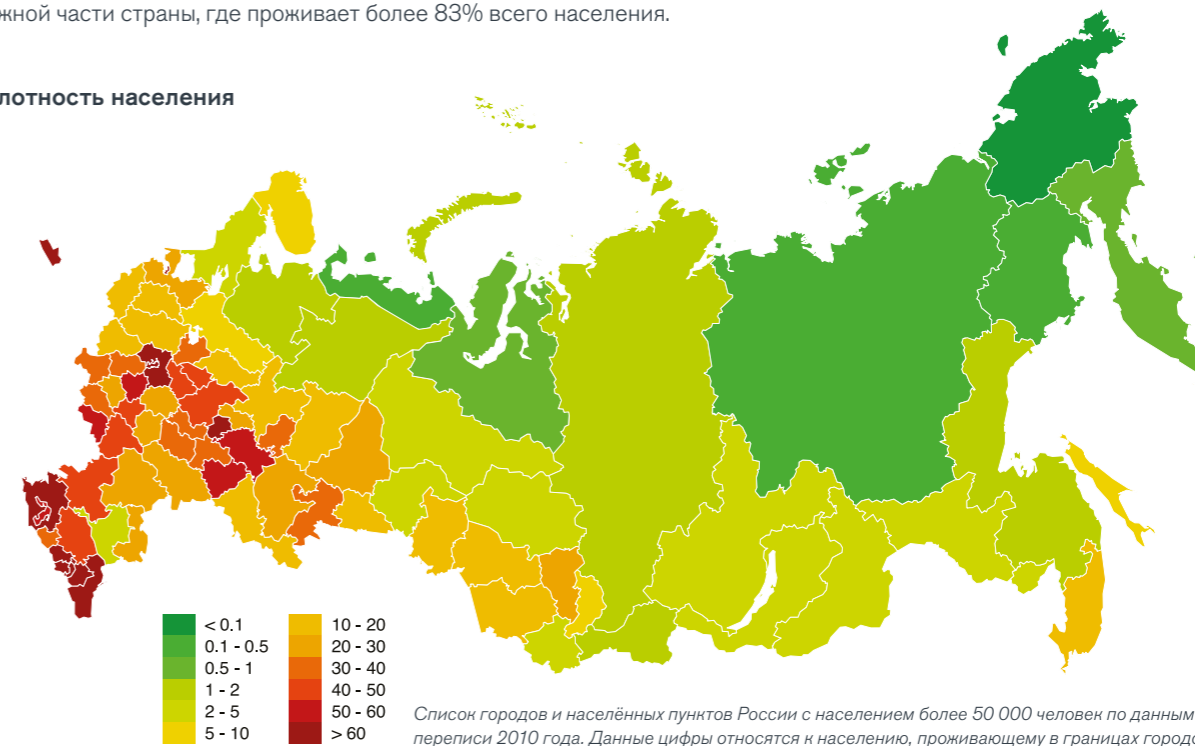 жной части страны, где проживает более 83% всего населения.
лотность населения
< 0.1
0.1 - 0.5
0.5 - 1
1 - 2
2 - 5
5 - 10
10 - 20
20 - 30
30 - 40
40 - 50
50 - 60
> 60
Список городов и населённых пунктов России с населением более 50 000 человек по данным
переписи 2010 года. Данные цифры относятся к населению, проживающему в границах городо